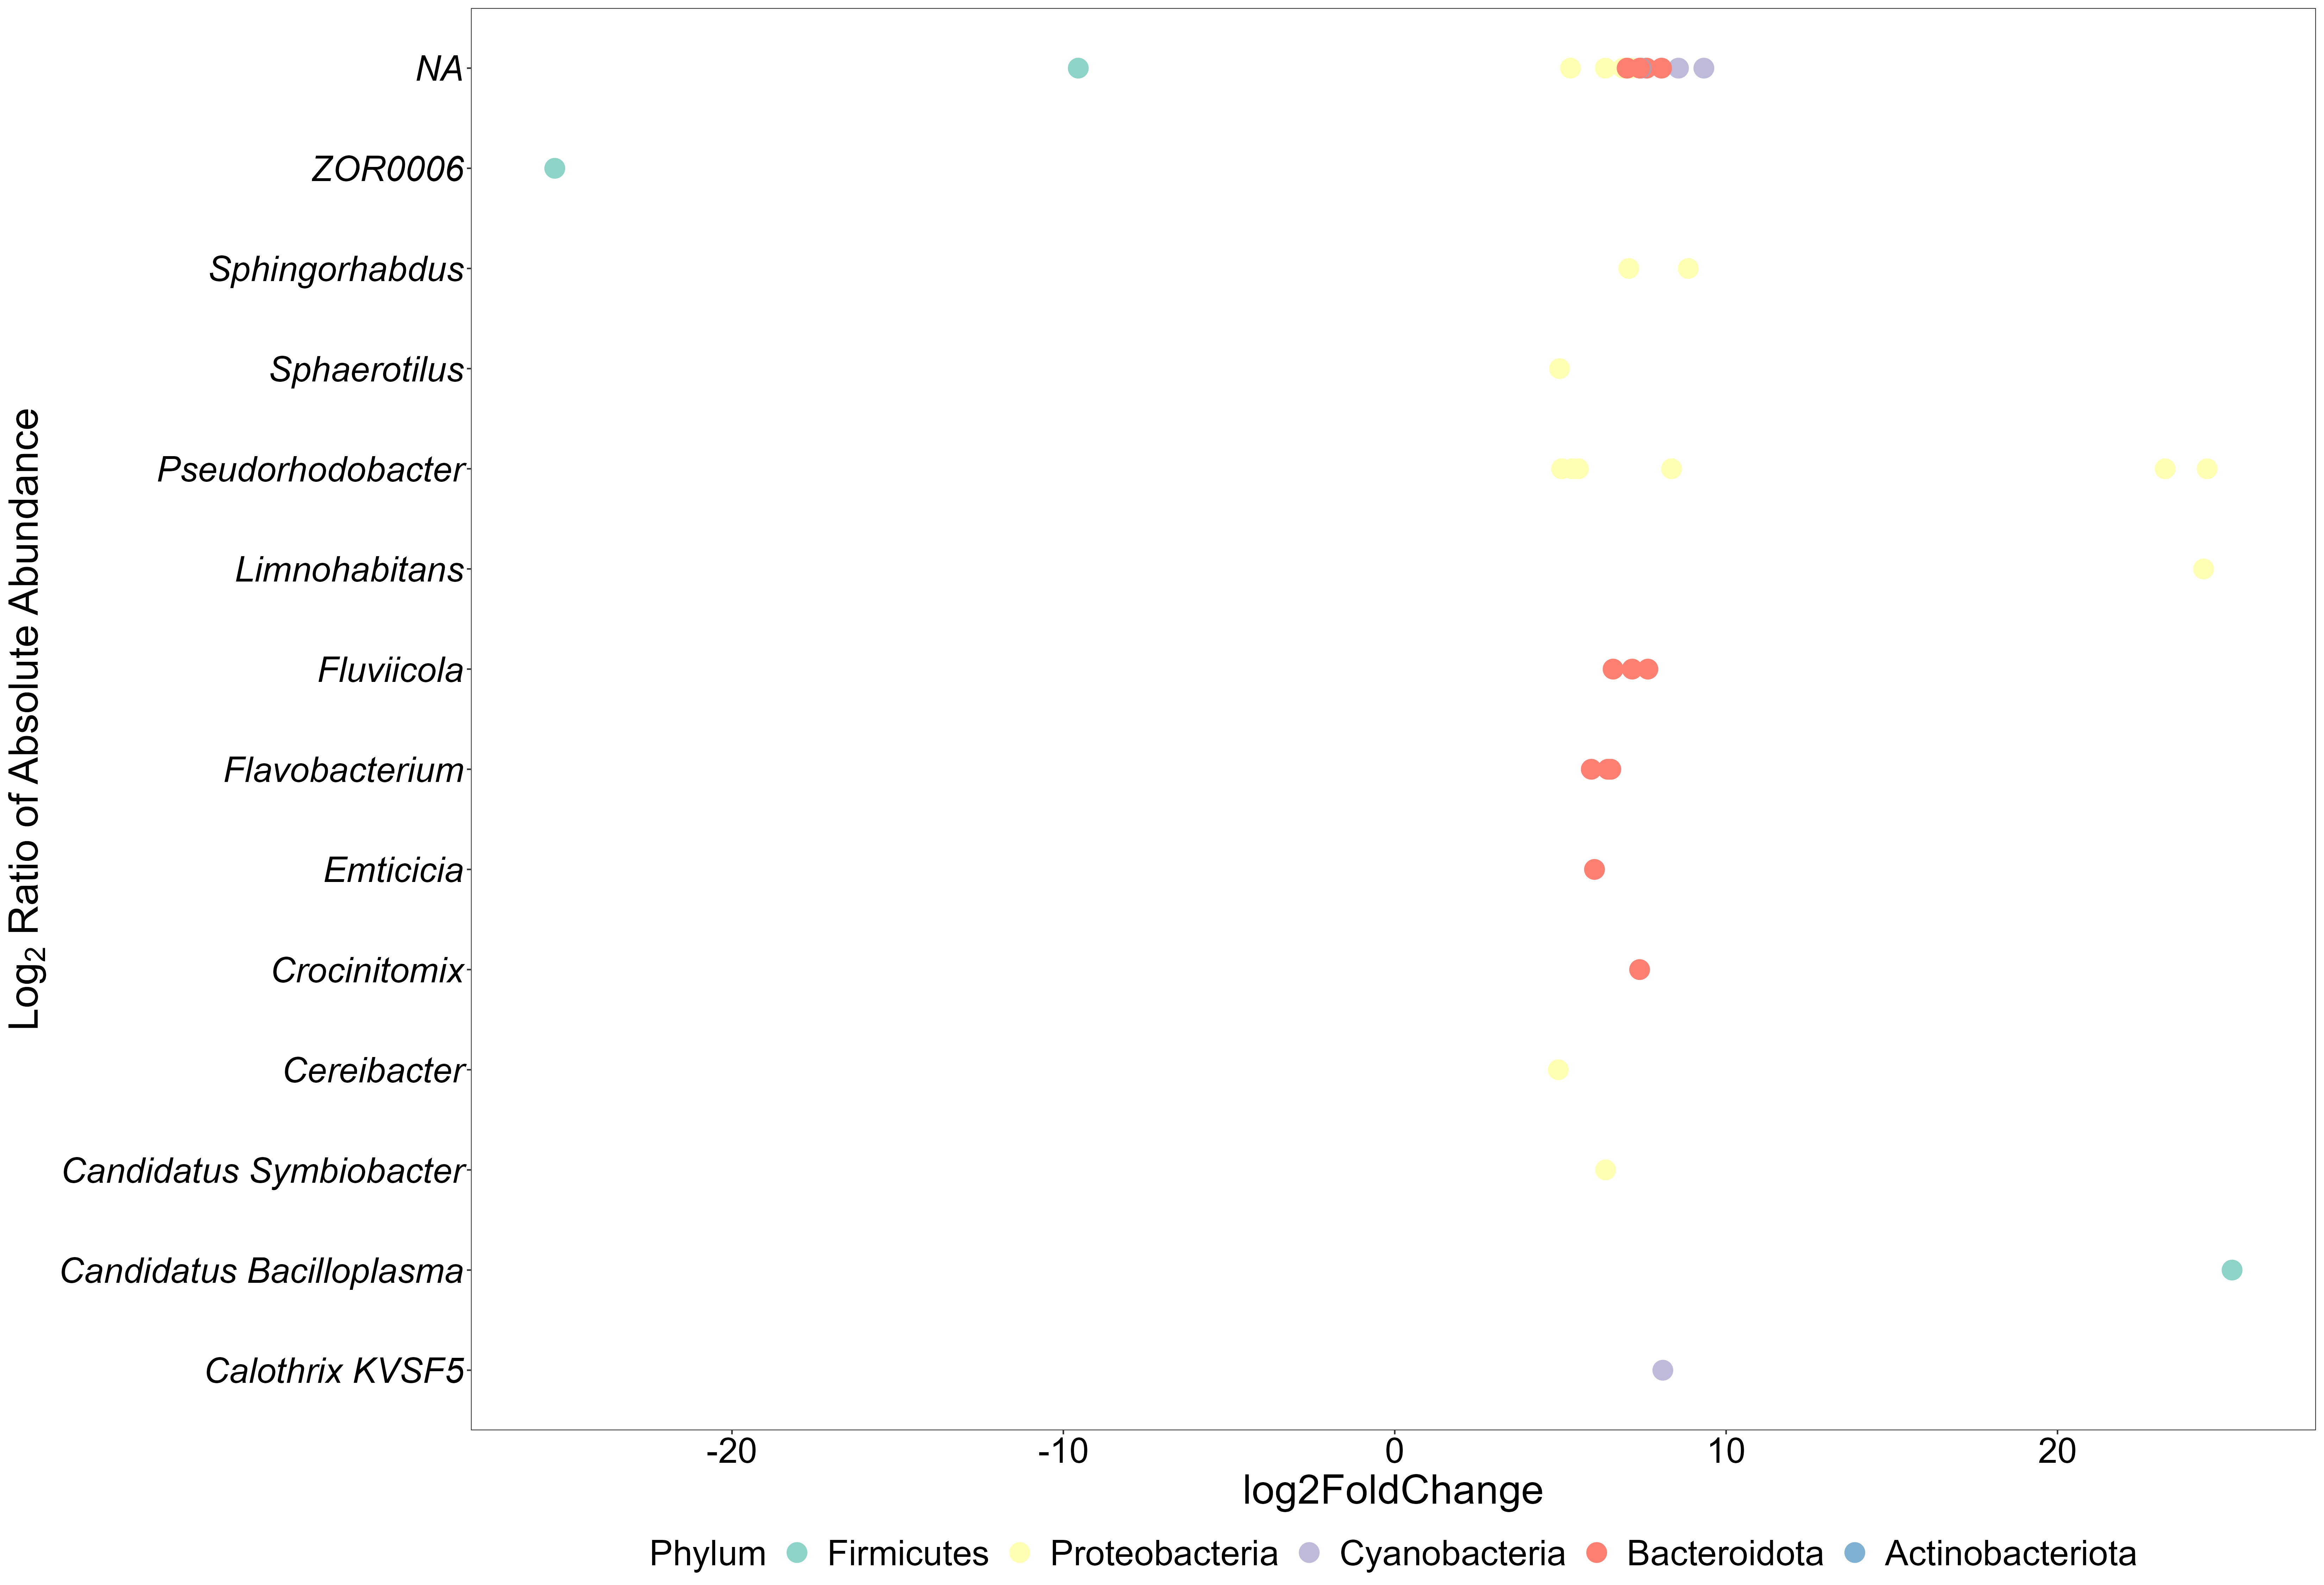 Log2 Ratio of Absolute Abundance
NA
ZOR0006
Sphingorhabdus
Sphaerotilus
Pseudorhodobacter
Limnohabitans
Fluviicola
Flavobacterium
Emticicia
Crocinitomix
Cereibacter
Candidatus Symbiobacter
Candidatus Bacilloplasma
Calothrix KVSF5
-20 -10 0 10 20
log2FoldChange
Phylum Firmicutes Proteobacteria Cyanobacteria Bacteroidota Actinobacteriota